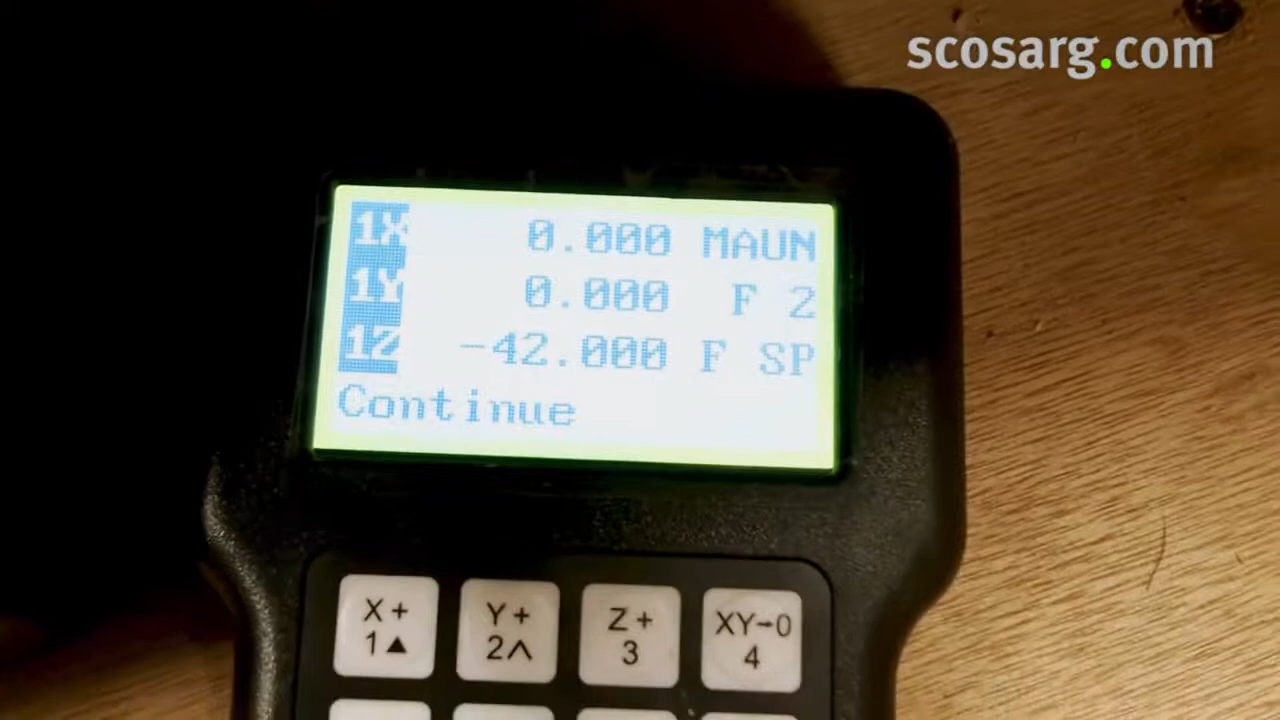 scosarg.com
1X 0.000 MAUN
1Y 0.000 F 2
1Z -42.000 F SP
Continue
X+ Y+ Z+ XY→0
1▲ 2∧ 3 4